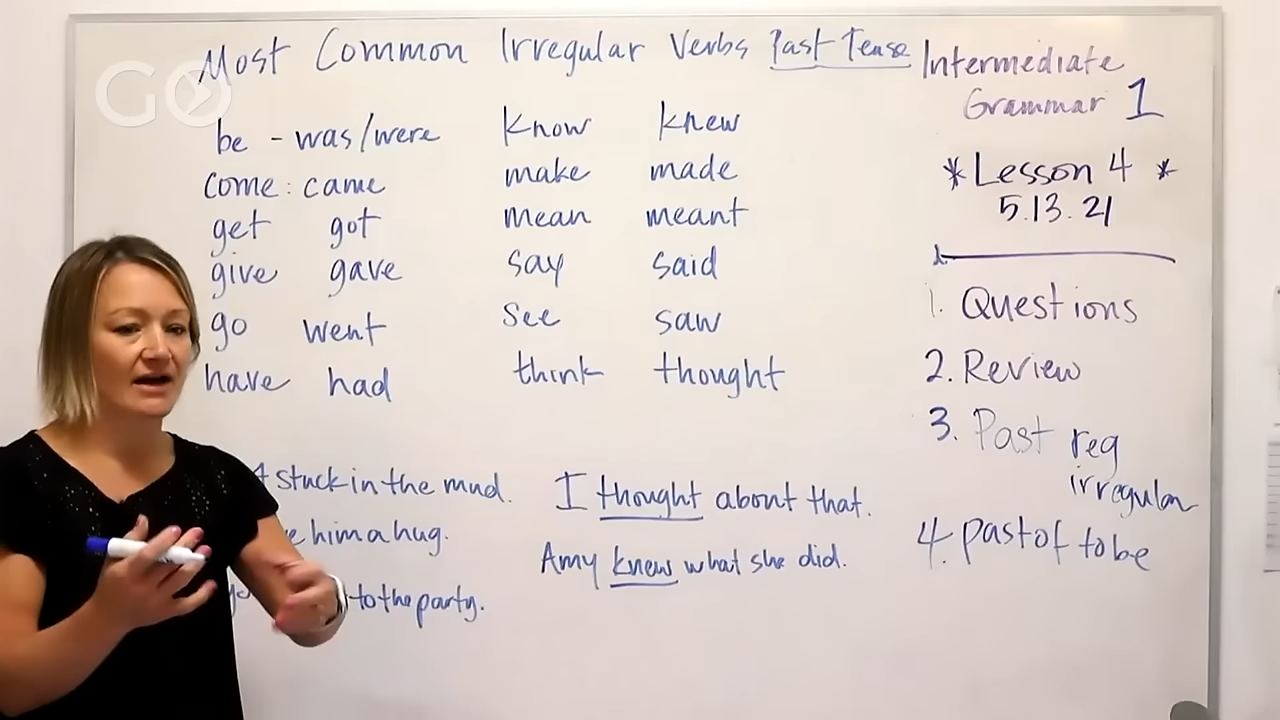 GO
Most Common Irregular Verbs Past Tense
be - was/were
come : came
get got
give gave
go went
have had
know knew
make made
mean meant
say said
see saw
think thought
stuck in the mud.
him a hug.
to the party.
I thought about that.
Amy knew what she did.
Intermediate
Grammar 1
* Lesson 4 *
5.13.21
1. Questions
2. Review
3. Past reg
irregular
4. past of to be